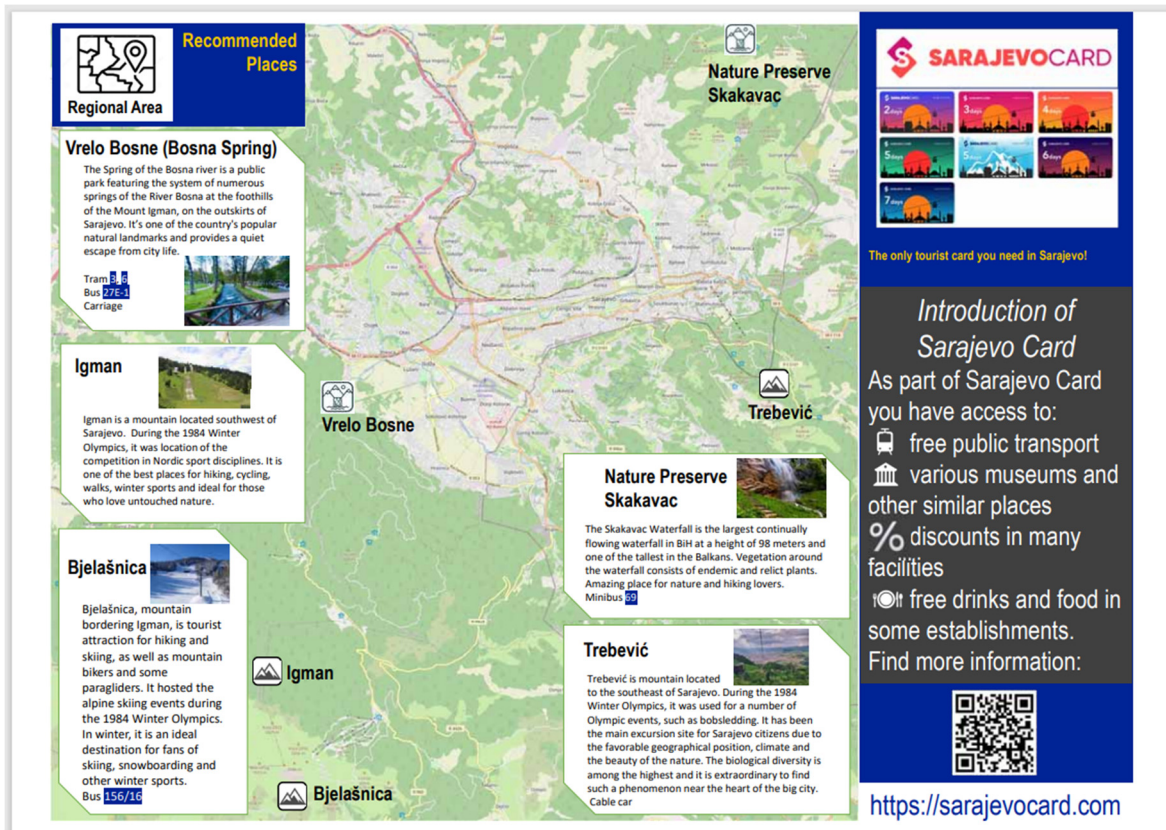 Regional Area
Recommended
Places
Vrelo Bosne (Bosna Spring)
The Spring of the Bosna river is a public
park featuring the system of numerous
springs of the River Bosna at the foothills
of the Mount Igman, on the outskirts of
Sarajevo. It's one of the country's popular
natural landmarks and provides a quiet
escape from city life.
Tram 3, 6
Bus 27E-1
Carriage
Igman
Igman is a mountain located southwest of
Sarajevo. During the 1984 Winter
Olympics, it was location of the
competition in Nordic sport disciplines. It is
one of the best places for hiking, cycling,
walks, winter sports and ideal for those
who love untouched nature.
Bjelašnica
Bjelašnica, mountain
bordering Igman, is tourist
attraction for hiking and
skiing, as well as mountain
bikers and some
paragliders. It hosted the
alpine skiing events during
the 1984 Winter Olympics.
In winter, it is an ideal
destination for fans of
skiing, snowboarding and
other winter sports.
Bus 156/16
Nature Preserve
Skakavac
Trebević
Vrelo Bosne
Igman
Bjelašnica
Sarajevo
Nature Preserve
Skakavac
The Skakavac Waterfall is the largest continually
flowing waterfall in BiH at a height of 98 meters and
one of the tallest in the Balkans. Vegetation around
the waterfall consists of endemic and relict plants.
Amazing place for nature and hiking lovers.
Minibus 69
Trebević
Trebević is mountain located
to the southeast of Sarajevo. During the 1984
Winter Olympics, it was used for a number of
Olympic events, such as bobsledding. It has been
the main excursion site for Sarajevo citizens due to
the favorable geographical position, climate and
the beauty of the nature. The biological diversity is
among the highest and it is extraordinary to find
such a phenomenon near the heart of the big city.
Cable car
SARAJEVOCARD
2days
3days
4days
5days
5days
6days
7days
The only tourist card you need in Sarajevo!
Introduction of
Sarajevo Card
As part of Sarajevo Card
you have access to:
free public transport
various museums and
other similar places
% discounts in many
facilities
free drinks and food in
some establishments.
Find more information:
https://sarajevocard.com